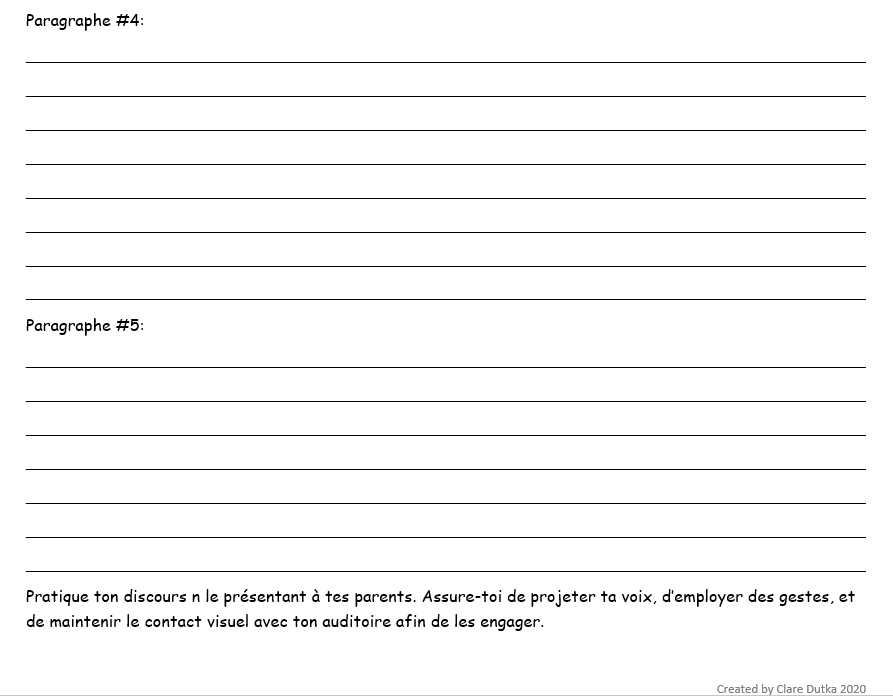 Paragraphe #4:
Paragraphe #5:
Pratique ton discours n le présentant à tes parents. Assure-toi de projeter ta voix, d'employer des gestes, et
de maintenir le contact visuel avec ton auditoire afin de les engager.
Created by Clare Dutka 2020